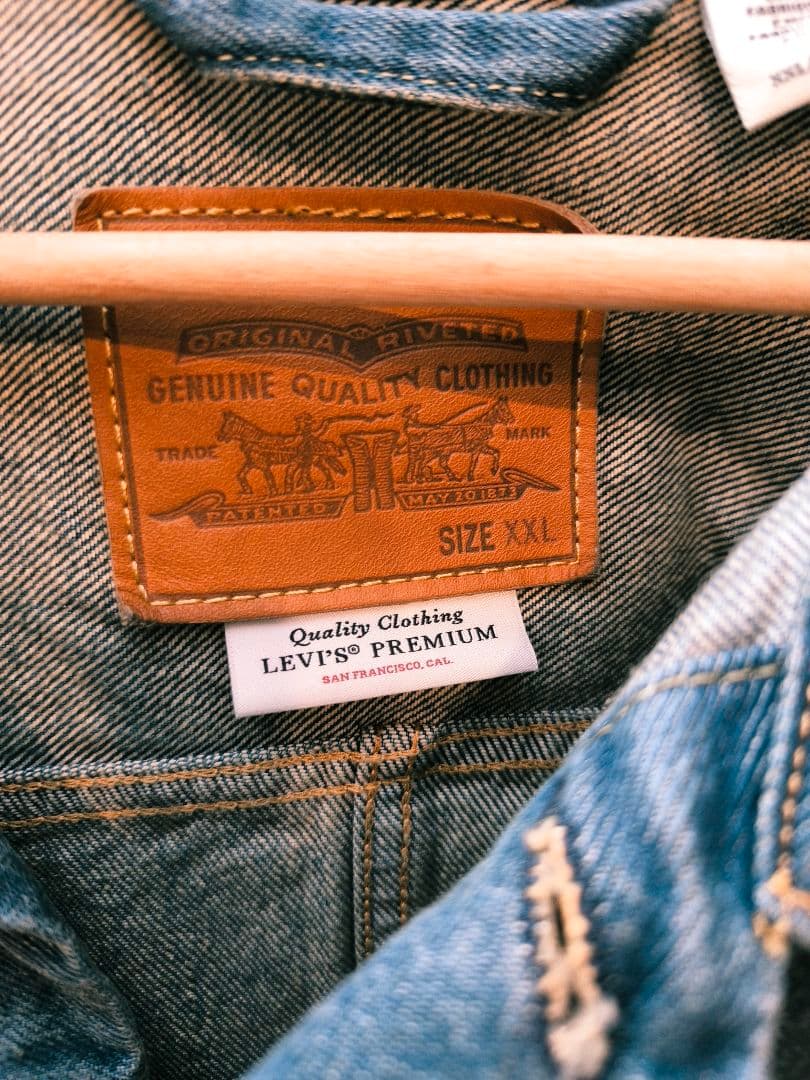 ORIGINAL RIVETED
GENUINE QUALITY CLOTHING
TRADE MARK
PATENTED MAY 20 1873
SIZE XXL
Quality Clothing
LEVI'S® PREMIUM
SAN FRANCISCO, CAL.